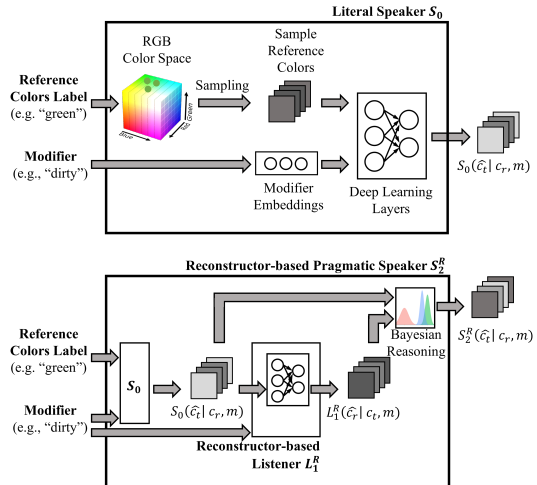 Literal Speaker S₀
RGB
Color Space
Sample
Reference
Colors
Reference
Colors Label
(e.g. “green”)
Sampling
Blue
Red
Green
Modifier
(e.g., “dirty”)
Modifier
Embeddings
Deep Learning
Layers
S₀(ĉₜ| cᵣ, m)
Reconstructor-based Pragmatic Speaker S₂ᴿ
Reference
Colors Label
(e.g. “green”)
S₀
Bayesian
Reasoning
S₂ᴿ(ĉₜ| cᵣ, m)
Modifier
(e.g., “dirty”)
S₀(ĉₜ| cᵣ, m)
L₁ᴿ(ĉᵣ| cₜ, m)
Reconstructor-based
Listener L₁ᴿ